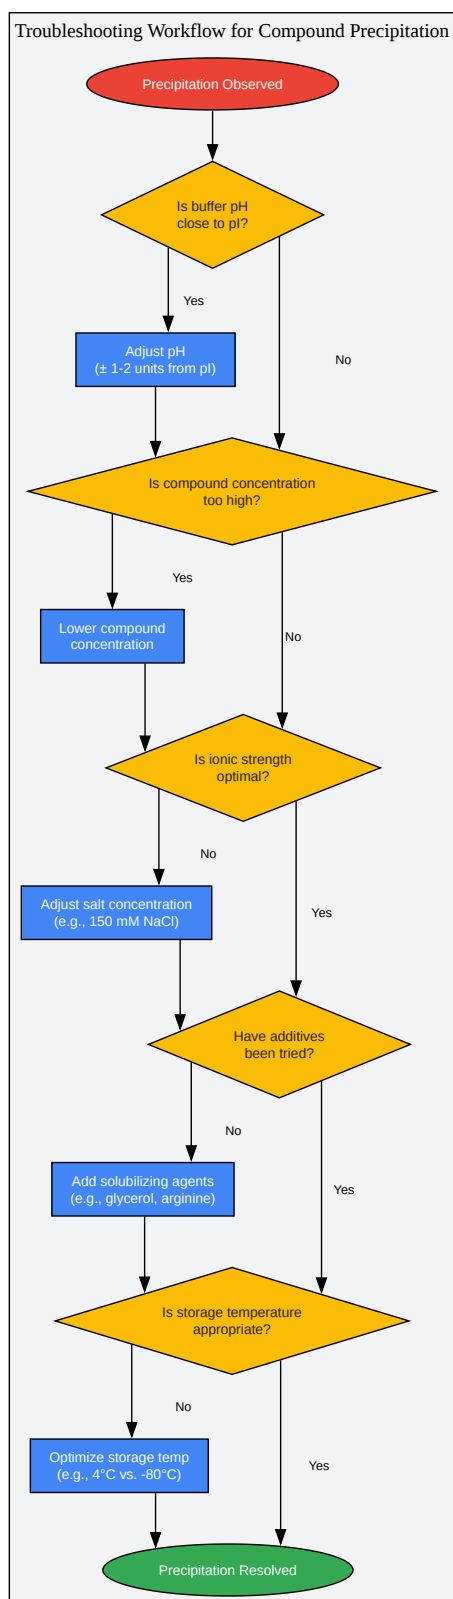 Troubleshooting Workflow for Compound Precipitation
Precipitation Observed
Is buffer pH
close to pI?
Yes
Adjust pH
(± 1-2 units from pI)
No
Is compound concentration
too high?
Yes
Lower compound
concentration
No
Is ionic strength
optimal?
No
Adjust salt concentration
(e.g., 150 mM NaCl)
Yes
Have additives
been tried?
No
Add solubilizing agents
(e.g., glycerol, arginine)
Yes
Is storage temperature
appropriate?
No
Optimize storage temp
(e.g., 4°C vs. -80°C)
Yes
Precipitation Resolved